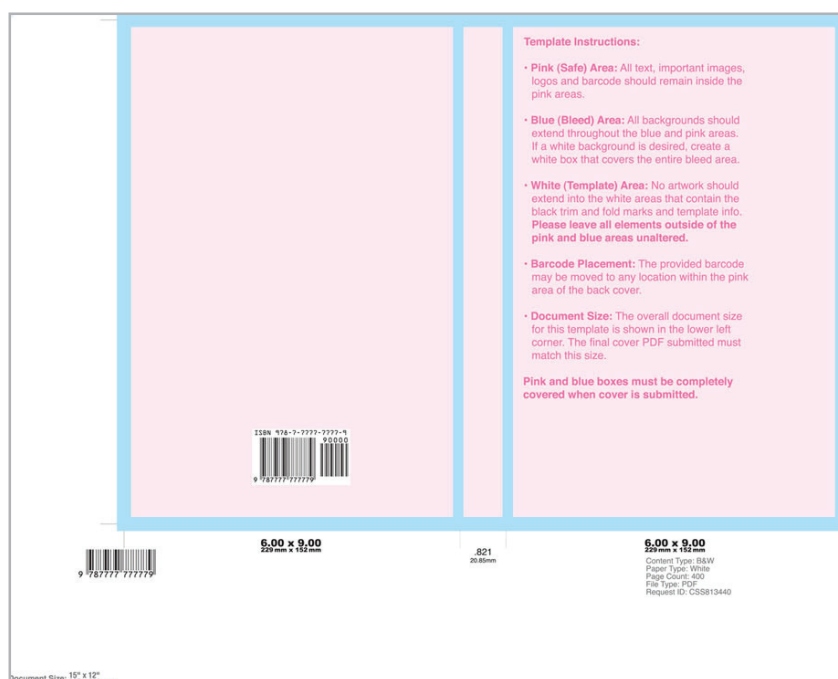 Template Instructions:
• Pink (Safe) Area: All text, important images,
logos and barcode should remain inside the
pink areas.
• Blue (Bleed) Area: All backgrounds should
extend throughout the blue and pink areas.
If a white background is desired, create a
white box that covers the entire bleed area.
• White (Template) Area: No artwork should
extend into the white areas that contain the
black trim and fold marks and template info.
Please leave all elements outside of the
pink and blue areas unaltered.
• Barcode Placement: The provided barcode
may be moved to any location within the pink
area of the back cover.
• Document Size: The overall document size
for this template is shown in the lower left
corner. The final cover PDF submitted must
match this size.
Pink and blue boxes must be completely
covered when cover is submitted.
ISBN 976-7-7777-7777-9
90000
9 787777 777779
6.00 x 9.00
229 mm x 152 mm
.821
20.85mm
6.00 x 9.00
229 mm x 152 mm
Content Type: B&W
Paper Type: White
Page Count: 400
File Type: PDF
Request ID: CSS813440
9 787777 777779
Document Size: 15" x 12"